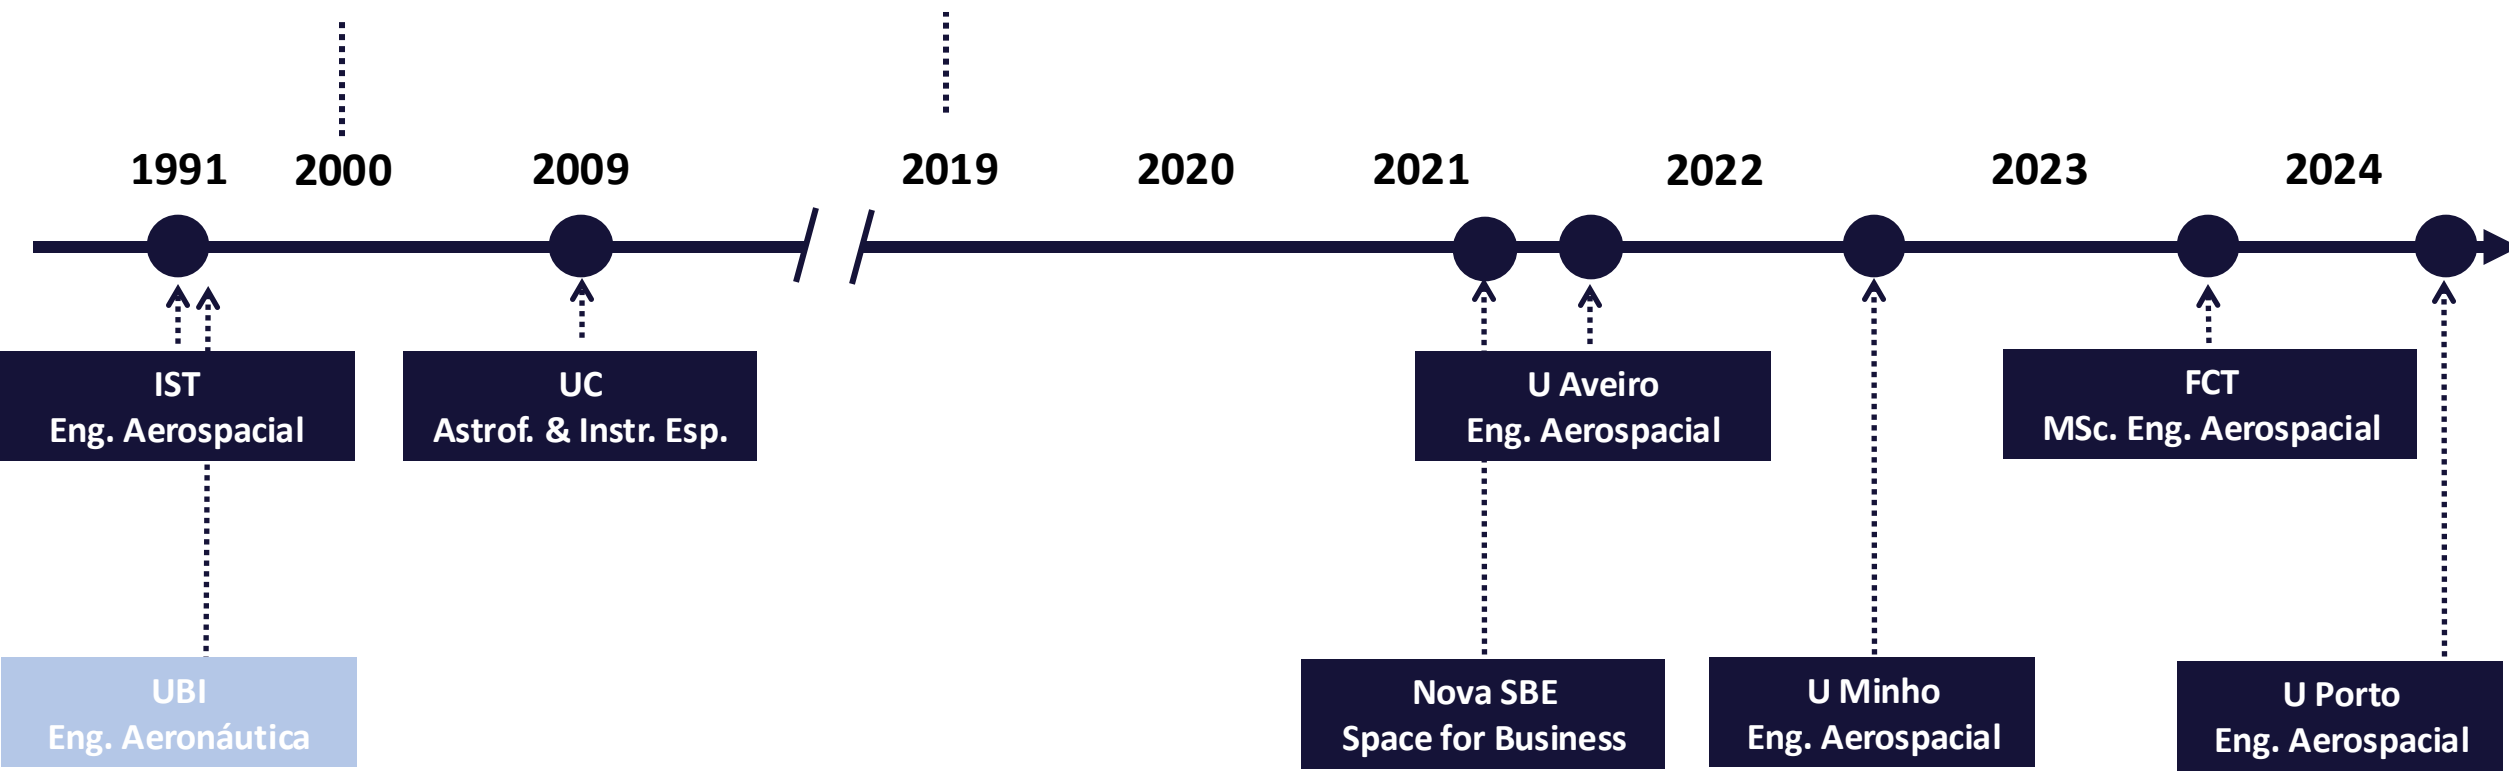 1991 2000 2009 2019 2020 2021 2022 2023 2024
IST
Eng. Aerospacial
UC
Astrof. & Instr. Esp.
U Aveiro
Eng. Aerospacial
FCT
MSc. Eng. Aerospacial
UBI
Eng. Aeronáutica
Nova SBE
Space for Business
U Minho
Eng. Aerospacial
U Porto
Eng. Aerospacial